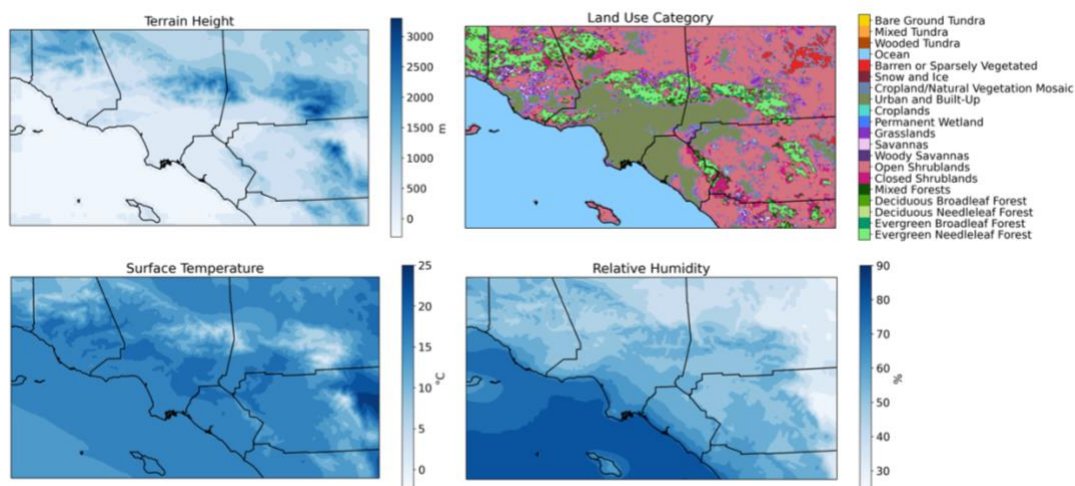 Terrain Height
3000
2500
2000
1500
1000
500
0
m
Land Use Category
Bare Ground Tundra
Mixed Tundra
Wooded Tundra
Ocean
Barren or Sparsely Vegetated
Snow and Ice
Cropland/Natural Vegetation Mosaic
Urban and Built-Up
Croplands
Permanent Wetland
Grasslands
Savannas
Woody Savannas
Open Shrublands
Closed Shrublands
Mixed Forests
Deciduous Broadleaf Forest
Deciduous Needleleaf Forest
Evergreen Broadleaf Forest
Evergreen Needleleaf Forest
Surface Temperature
25
20
15
10
5
0
°C
Relative Humidity
90
80
70
60
50
40
30
%